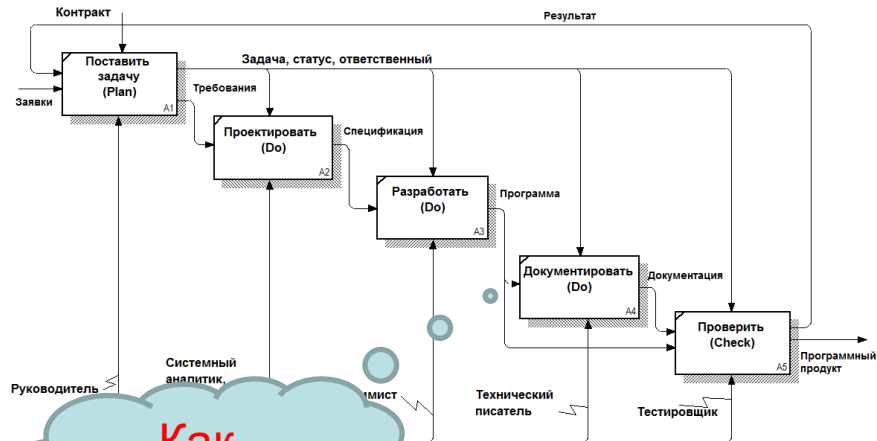 Контракт
Результат
Поставить
задачу
(Plan)
A1
Задача, статус, ответственный
Заявки
Требования
Проектировать
(Do)
A2
Спецификация
Разработать
(Do)
A3
Программа
Документировать
(Do)
A4
Документация
Проверить
(Check)
A5
Программный
продукт
Руководитель
Системный
аналитик,
мист
Технический
писатель
Тестировщик
Как